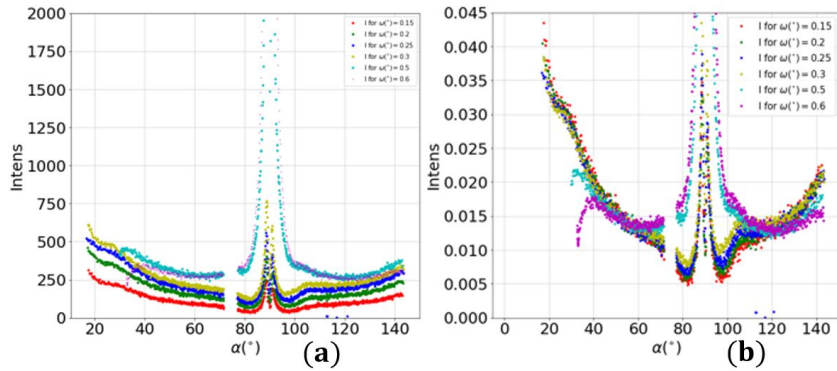 2000
1750
1500
1250
1000
750
500
250
0
Intens
20 40 60 80 100 120 140
α(°)
(a)
I for ω(°) = 0.15
I for ω(°) = 0.2
I for ω(°) = 0.25
I for ω(°) = 0.3
I for ω(°) = 0.5
I for ω(°) = 0.6
0.045
0.040
0.035
0.030
0.025
0.020
0.015
0.010
0.005
0.000
Intens
0 20 40 60 80 100 120 140
α(°)
(b)
I for ω(°) = 0.15
I for ω(°) = 0.2
I for ω(°) = 0.25
I for ω(°) = 0.3
I for ω(°) = 0.5
I for ω(°) = 0.6